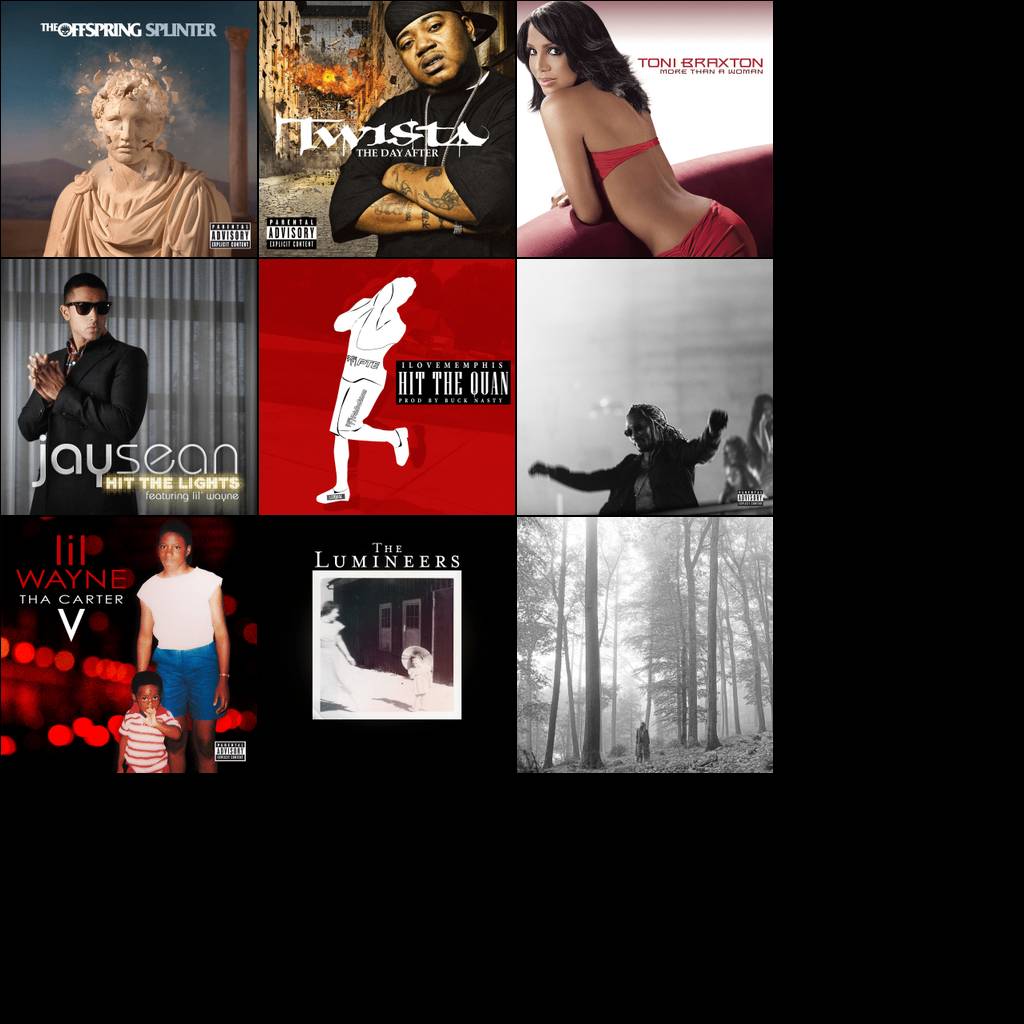 THE OFFSPRING SPLINTER
PARENTAL
ADVISORY
EXPLICIT CONTENT
Twista
THE DAY AFTER
PARENTAL
ADVISORY
EXPLICIT CONTENT
TONI BRAXTON
MORE THAN A WOMAN
jaysean
HIT THE LIGHTS
featuring lil' wayne
PTE
ILOVEMEMPHIS
HIT THE QUAN
PROD BY BUCK NASTY
PARENTAL
ADVISORY
EXPLICIT CONTENT
lil
WAYNE
THA CARTER
V
PARENTAL
ADVISORY
EXPLICIT CONTENT
THE
LUMINEERS